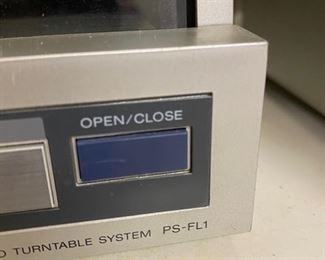 OPEN/CLOSE
TURNTABLE SYSTEM PS-FL1